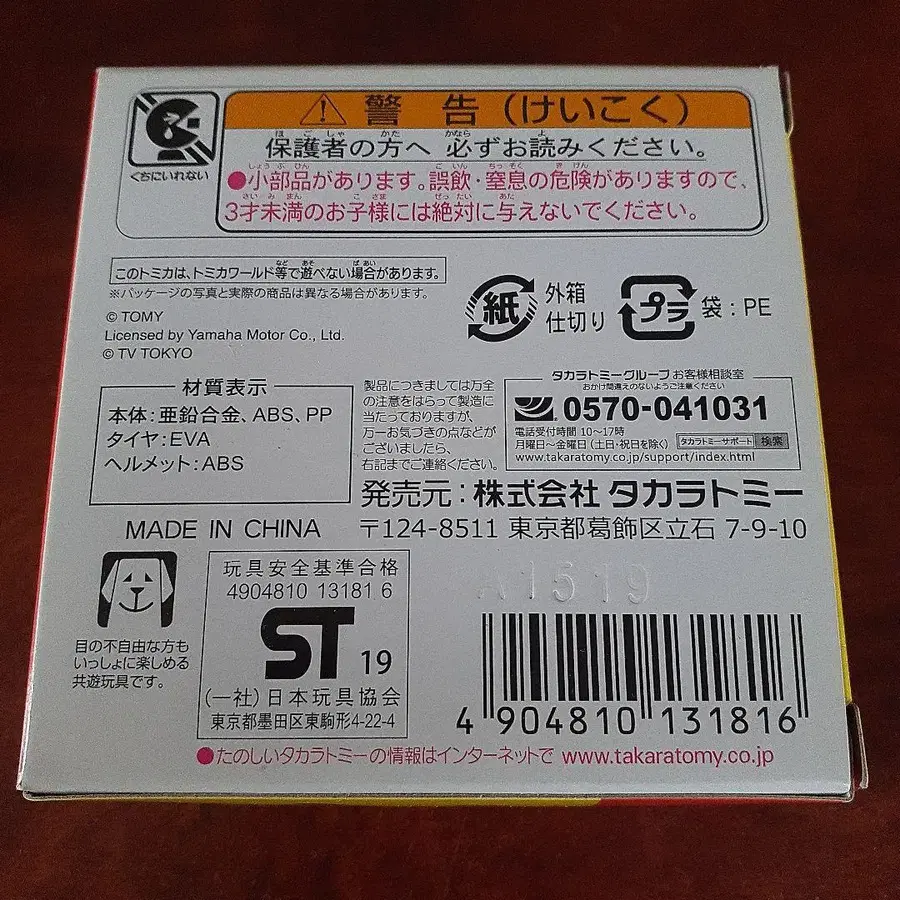 警告(けいこく)
保護者の方へ 必ずお読みください。
●小部品があります。誤飲・窒息の危険がありますので、
3才未満のお子様には絶対に与えないでください。
くちにいれない
このトミカは、トミカワールド等で遊べない場合があります。
※パッケージの写真と実際の商品は異なる場合があります。
© TOMY
Licensed by Yamaha Motor Co., Ltd.
© TV TOKYO
紙 外箱
仕切り
プラ 袋:PE
材質表示
本体:亜鉛合金、ABS、PP
タイヤ:EVA
ヘルメット:ABS
製品につきましては万全
の注意をはらって製造に
当たっておりますが、
万一お気づきの点などが
ございましたら、
右記までご連絡ください。
タカラトミーグループ お客様相談室
おかけ間違えのないようご注意ください
0570-041031
電話受付時間 10〜17時
月曜日〜金曜日(土・日・祝日を除く) タカラトミーサポート 検索
www.takaratomy.co.jp/support/index.html
発売元:株式会社 タカラトミー
〒124-8511 東京都葛飾区立石 7-9-10
MADE IN CHINA
目の不自由な方も
いっしょに楽しめる
共遊玩具です。
玩具安全基準合格
4904810 13181 6
ST 19
(一社)日本玩具協会
東京都墨田区東駒形4-22-4
A1519
4 904810 131816
●たのしいタカラトミーの情報はインターネットで www.takaratomy.co.jp